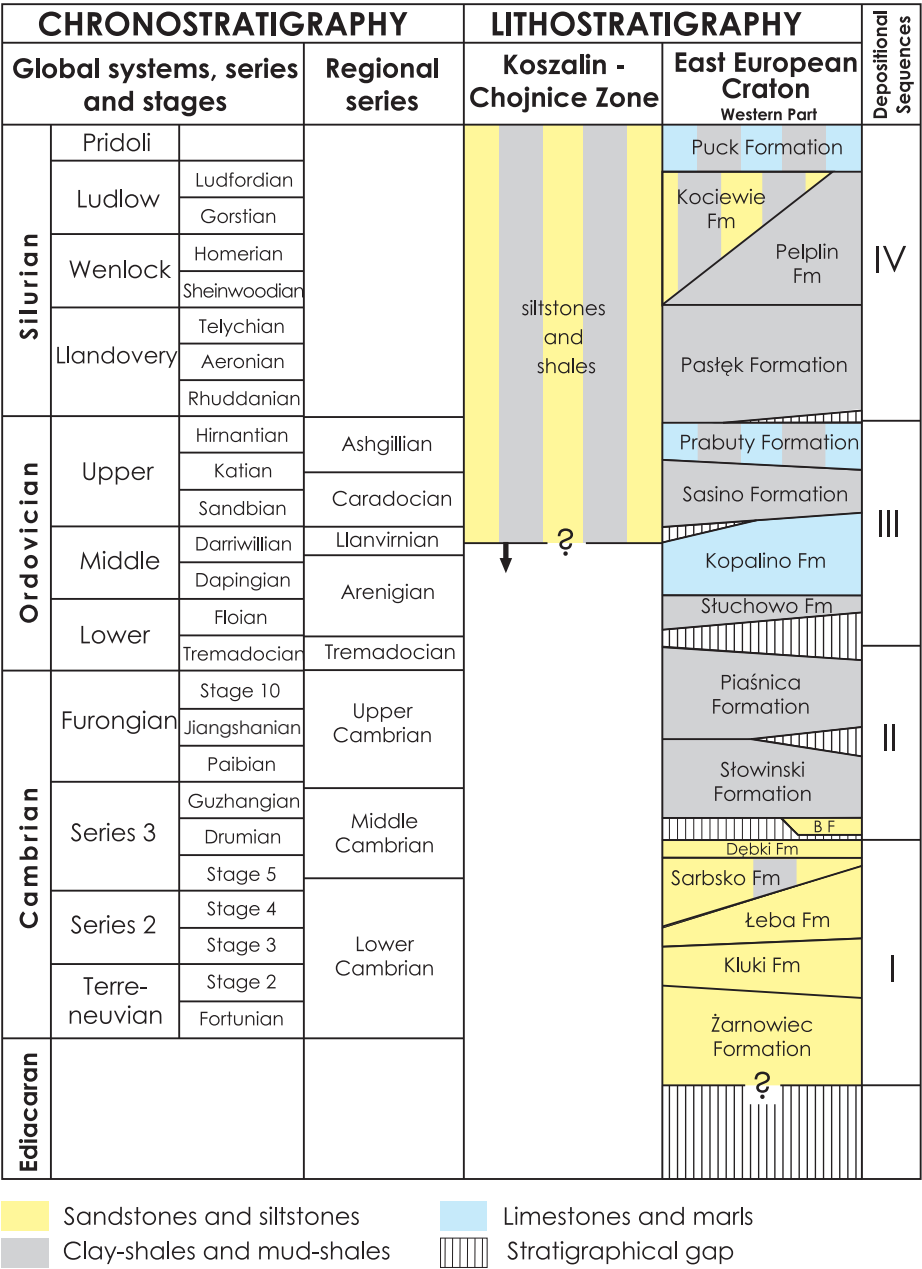 CHRONOSTRATIGRAPHY
LITHOSTRATIGRAPHY
Depositional
Sequences
Global systems, series
and stages
Regional
series
Koszalin -
Chojnice Zone
East European
Craton
Western Part
Silurian
Pridoli
Ludlow
Ludfordian
Gorstian
Wenlock
Homerian
Sheinwoodian
Llandovery
Telychian
Aeronian
Rhuddanian
Ordovician
Upper
Hirnantian
Katian
Sandbian
Middle
Darriwillian
Dapingian
Lower
Floian
Tremadocian
Cambrian
Furongian
Stage 10
Jiangshanian
Paibian
Series 3
Guzhangian
Drumian
Stage 5
Series 2
Stage 4
Stage 3
Terre-
neuvian
Stage 2
Fortunian
Ediacaran
Ashgillian
Caradocian
Llanvirnian
Arenigian
Tremadocian
Upper
Cambrian
Middle
Cambrian
Lower
Cambrian
siltstones
and
shales
?
Puck Formation
Kociewie
Fm
Pelplin
Fm
Pasłęk Formation
Prabuty Formation
Sasino Formation
Kopalino Fm
Słuchowo Fm
Piaśnica
Formation
Słowinski
Formation
B F
Dębki Fm
Sarbsko Fm
Łeba Fm
Kluki Fm
Żarnowiec
Formation
?
IV
III
II
I
Sandstones and siltstones
Clay-shales and mud-shales
Limestones and marls
Stratigraphical gap